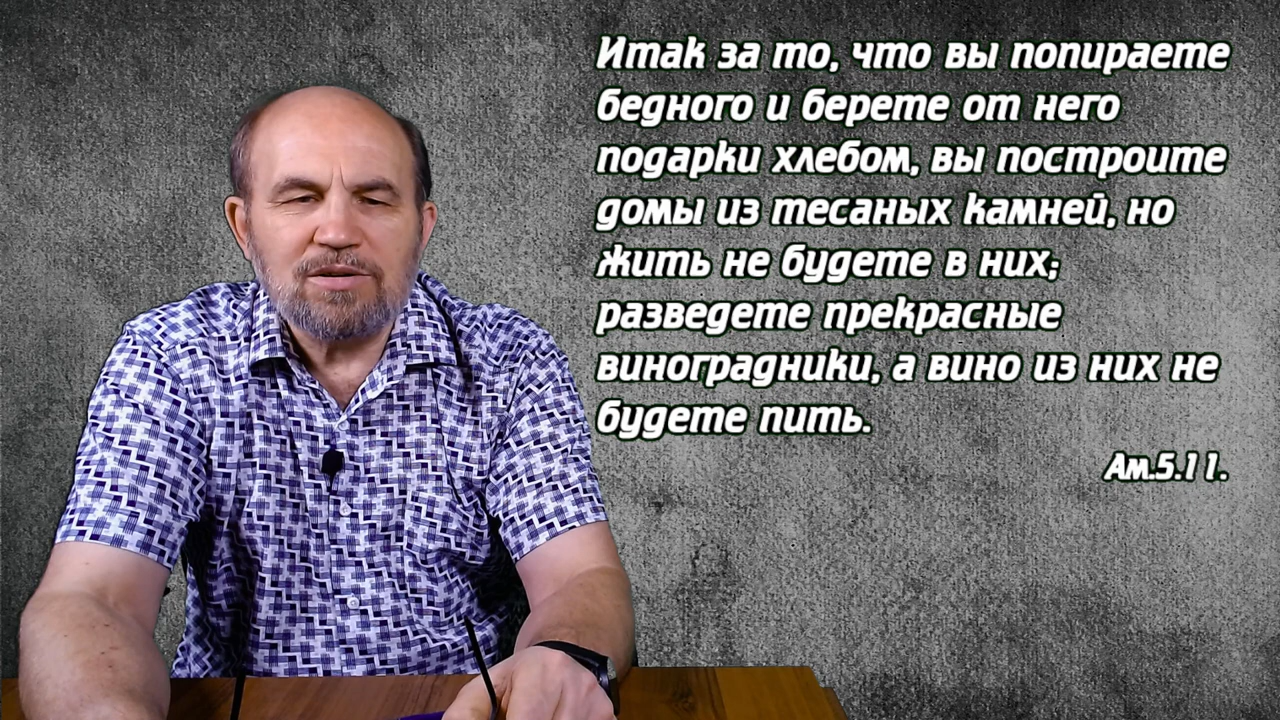 Итак за то, что вы попираете
бедного и берете от него
подарки хлебом, вы построите
домы из тесаных камней, но
жить не будете в них;
разведете прекрасные
виноградники, а вино из них не
будете пить.
Ам.5.11.